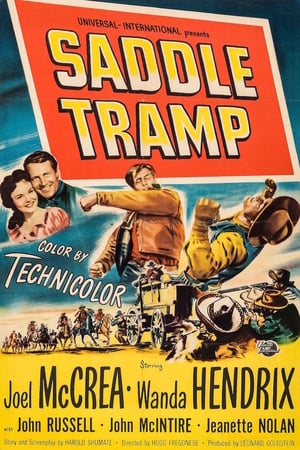 UNIVERSAL-INTERNATIONAL presents
SADDLE
TRAMP
COLOR BY
TECHNICOLOR
Starring
Joel McCREA · Wanda HENDRIX
with John RUSSELL · John McINTIRE · Jeanette NOLAN
Story and Screenplay by HAROLD SHUMATE · Directed by HUGO FREGONESE · Produced by LEONARD GOLDSTEIN